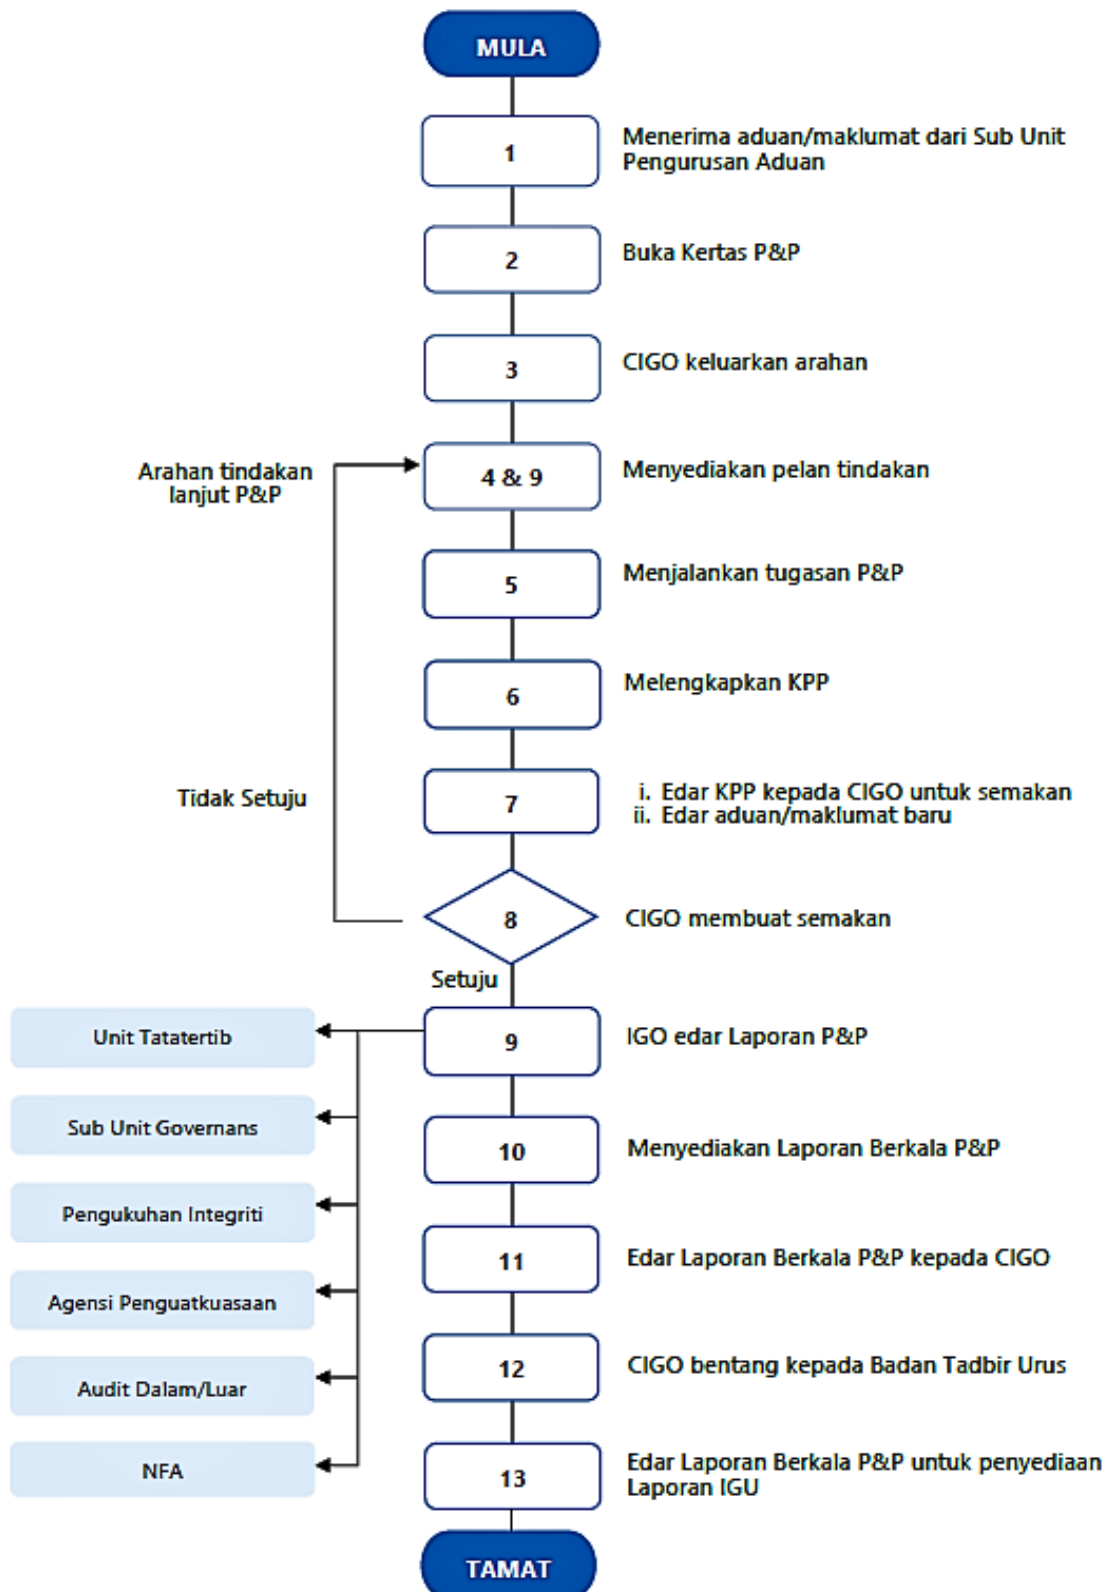 MULA
1
Menerima aduan/maklumat dari Sub Unit
Pengurusan Aduan
2
Buka Kertas P&P
3
CIGO keluarkan arahan
Arahan tindakan
lanjut P&P
4 & 9
Menyediakan pelan tindakan
5
Menjalankan tugasan P&P
6
Melengkapkan KPP
Tidak Setuju
7
i. Edar KPP kepada CIGO untuk semakan
ii. Edar aduan/maklumat baru
8
CIGO membuat semakan
Setuju
Unit Tatatertib
9
IGO edar Laporan P&P
Sub Unit Governans
10
Menyediakan Laporan Berkala P&P
Pengukuhan Integriti
11
Edar Laporan Berkala P&P kepada CIGO
Agensi Penguatkuasaan
12
CIGO bentang kepada Badan Tadbir Urus
Audit Dalam/Luar
NFA
13
Edar Laporan Berkala P&P untuk penyediaan
Laporan IGU
TAMAT